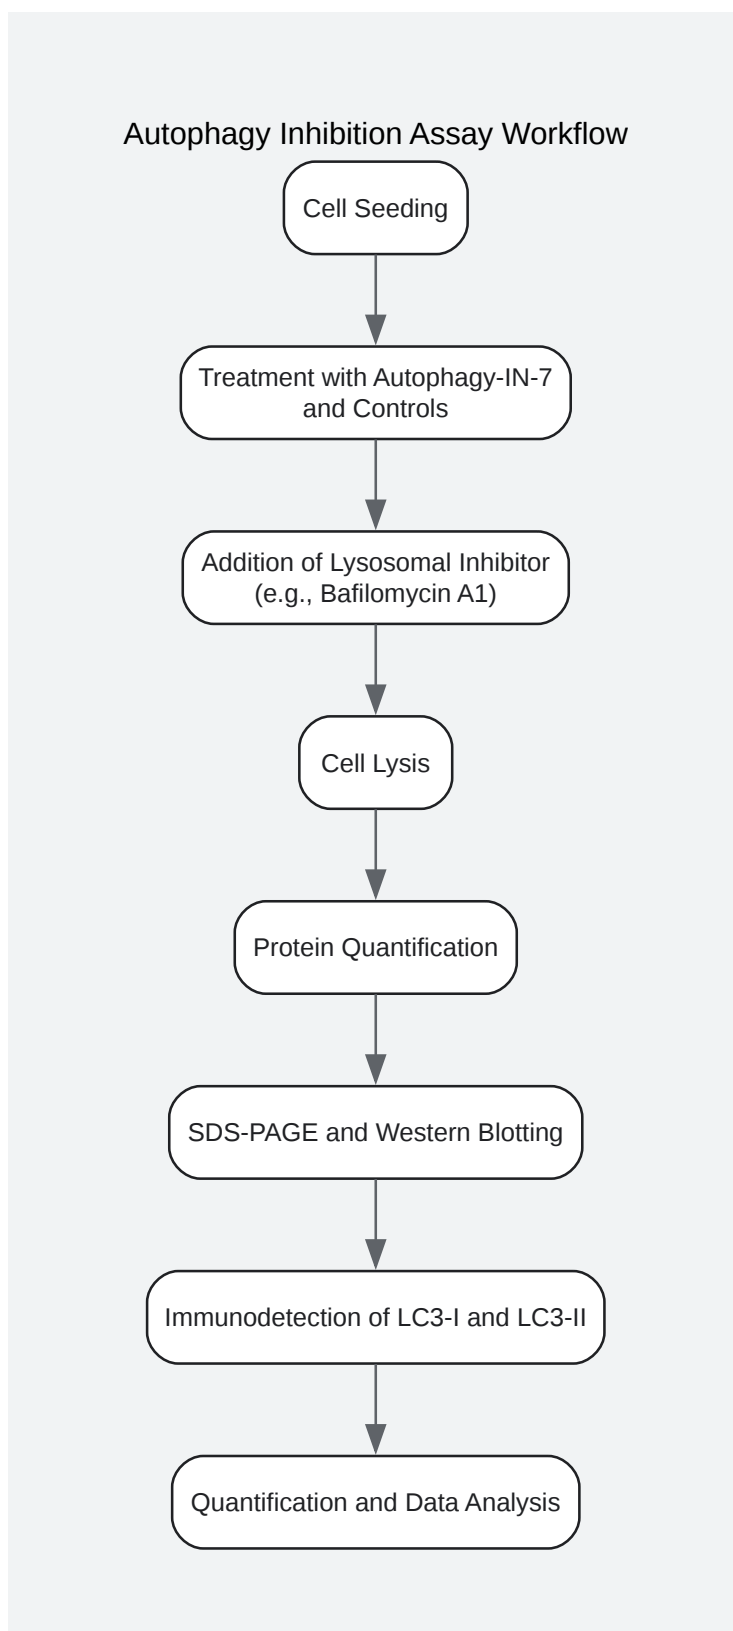 Autophagy Inhibition Assay Workflow
Cell Seeding
Treatment with Autophagy-IN-7
and Controls
Addition of Lysosomal Inhibitor
(e.g., Bafilomycin A1)
Cell Lysis
Protein Quantification
SDS-PAGE and Western Blotting
Immunodetection of LC3-I and LC3-II
Quantification and Data Analysis